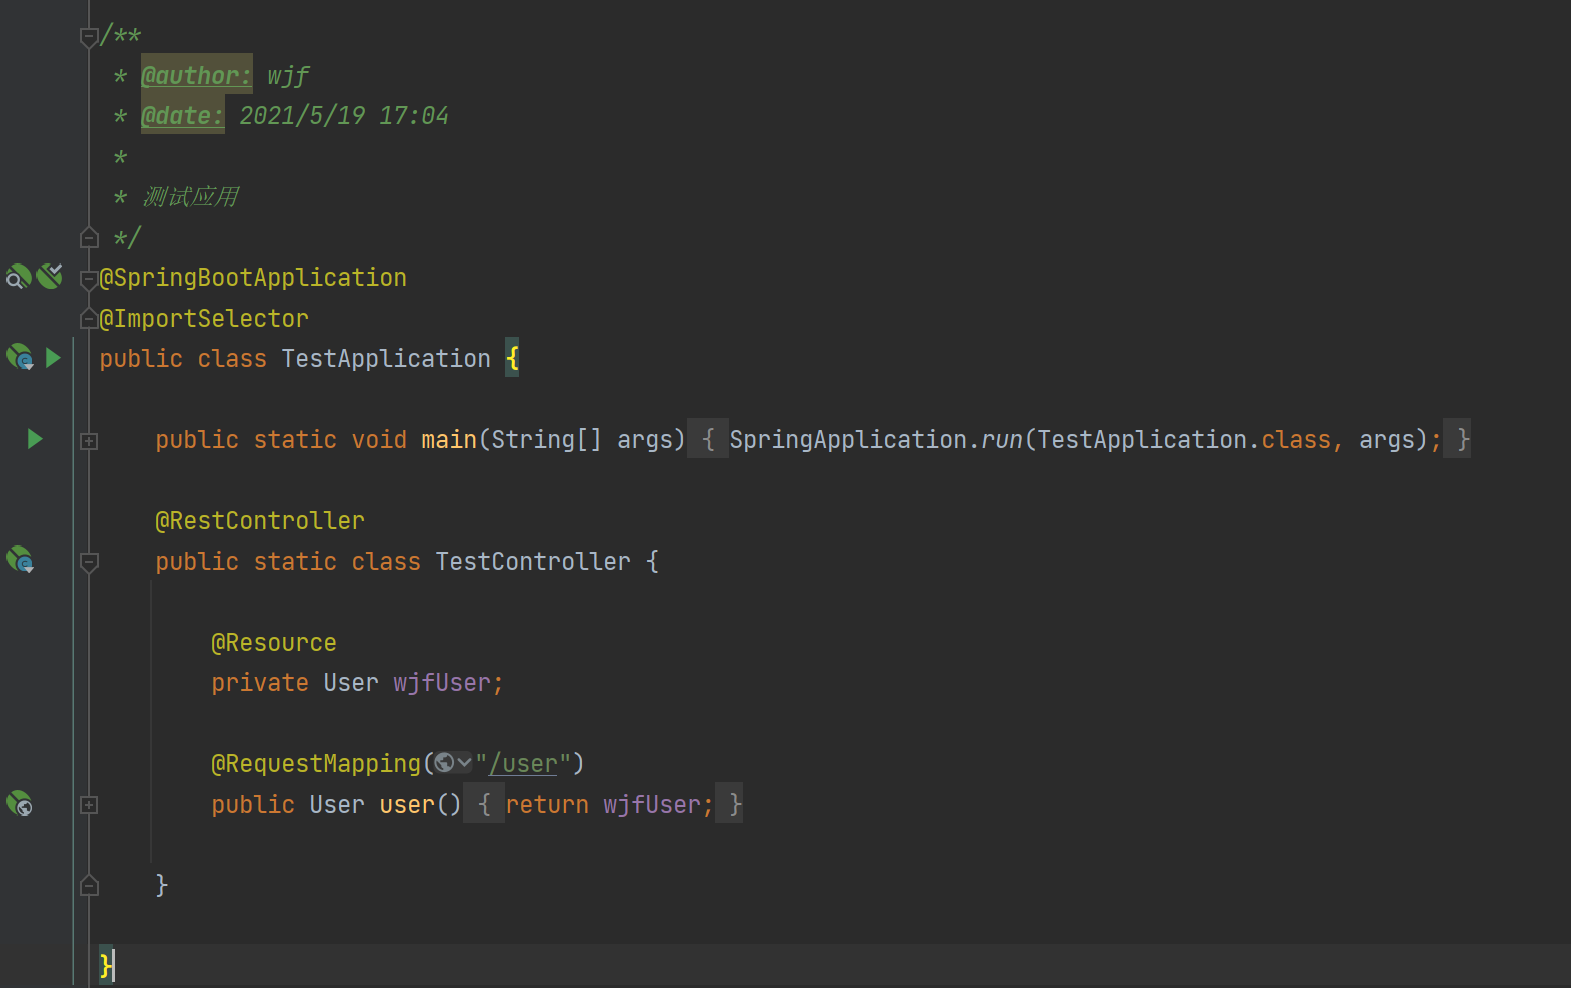 /**
* @author: wjf
* @date: 2021/5/19 17:04
*
* 测试应用
*/
@SpringBootApplication
@ImportSelector
public class TestApplication {
public static void main(String[] args) { SpringApplication.run(TestApplication.class, args); }
@RestController
public static class TestController {
@Resource
private User wjfUser;
@RequestMapping("/user")
public User user() { return wjfUser; }
}
}